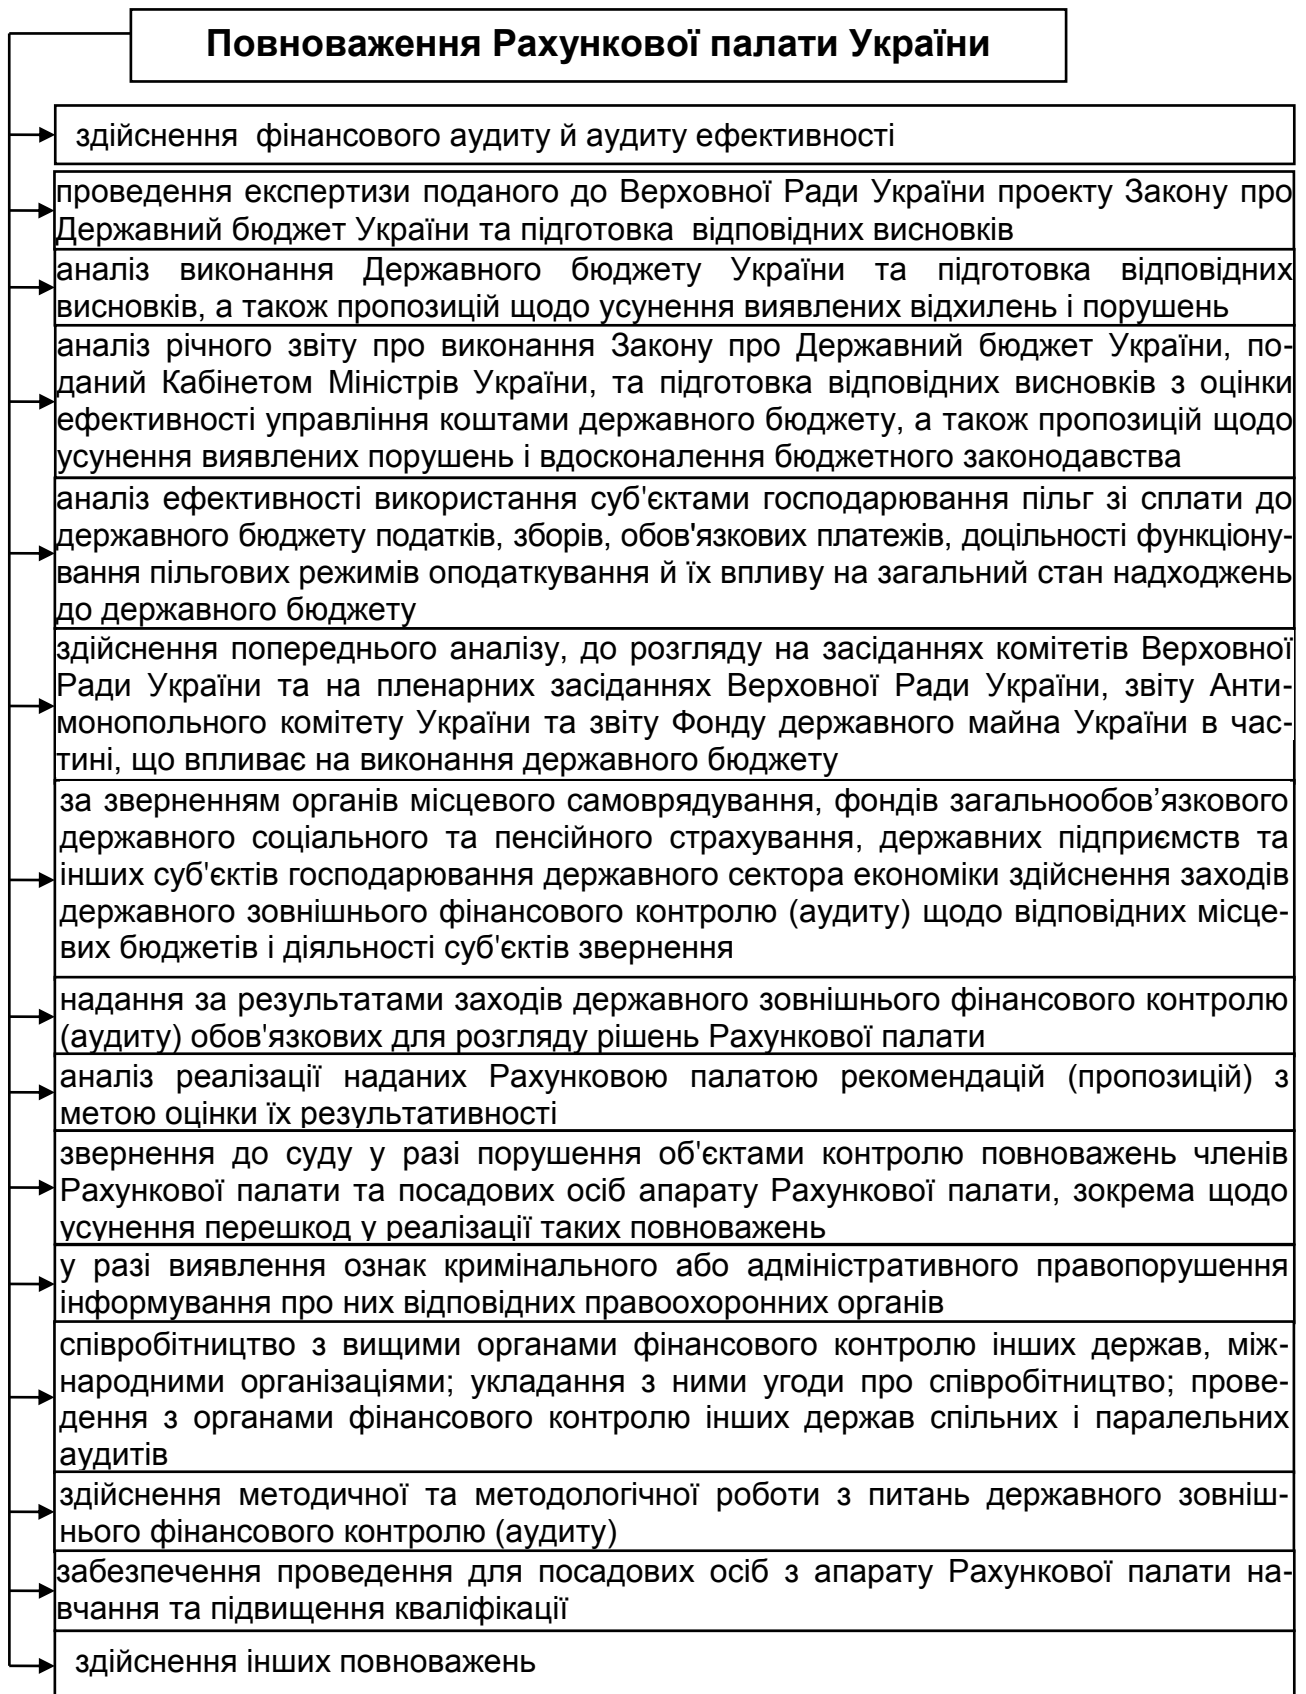 Повноваження Рахункової палати України
здійснення фінансового аудиту й аудиту ефективності
проведення експертизи поданого до Верховної Ради України проекту Закону про
Державний бюджет України та підготовка відповідних висновків
аналіз виконання Державного бюджету України та підготовка відповідних
висновків, а також пропозицій щодо усунення виявлених відхилень і порушень
аналіз річного звіту про виконання Закону про Державний бюджет України, по-
даний Кабінетом Міністрів України, та підготовка відповідних висновків з оцінки
ефективності управління коштами державного бюджету, а також пропозицій щодо
усунення виявлених порушень і вдосконалення бюджетного законодавства
аналіз ефективності використання суб'єктами господарювання пільг зі сплати до
державного бюджету податків, зборів, обов'язкових платежів, доцільності функціону-
вання пільгових режимів оподаткування й їх впливу на загальний стан надходжень
до державного бюджету
здійснення попереднього аналізу, до розгляду на засіданнях комітетів Верховної
Ради України та на пленарних засіданнях Верховної Ради України, звіту Анти-
монопольного комітету України та звіту Фонду державного майна України в час-
тині, що впливає на виконання державного бюджету
за зверненням органів місцевого самоврядування, фондів загальнообов’язкового
державного соціального та пенсійного страхування, державних підприємств та
інших суб'єктів господарювання державного сектора економіки здійснення заходів
державного зовнішнього фінансового контролю (аудиту) щодо відповідних місце-
вих бюджетів і діяльності суб'єктів звернення
надання за результатами заходів державного зовнішнього фінансового контролю
(аудиту) обов'язкових для розгляду рішень Рахункової палати
аналіз реалізації наданих Рахунковою палатою рекомендацій (пропозицій) з
метою оцінки їх результативності
звернення до суду у разі порушення об'єктами контролю повноважень членів
Рахункової палати та посадових осіб апарату Рахункової палати, зокрема щодо
усунення перешкод у реалізації таких повноважень
у разі виявлення ознак кримінального або адміністративного правопорушення
інформування про них відповідних правоохоронних органів
співробітництво з вищими органами фінансового контролю інших держав, між-
народними організаціями; укладання з ними угоди про співробітництво; прове-
дення з органами фінансового контролю інших держав спільних і паралельних
аудитів
здійснення методичної та методологічної роботи з питань державного зовніш-
нього фінансового контролю (аудиту)
забезпечення проведення для посадових осіб з апарату Рахункової палати на-
вчання та підвищення кваліфікації
здійснення інших повноважень